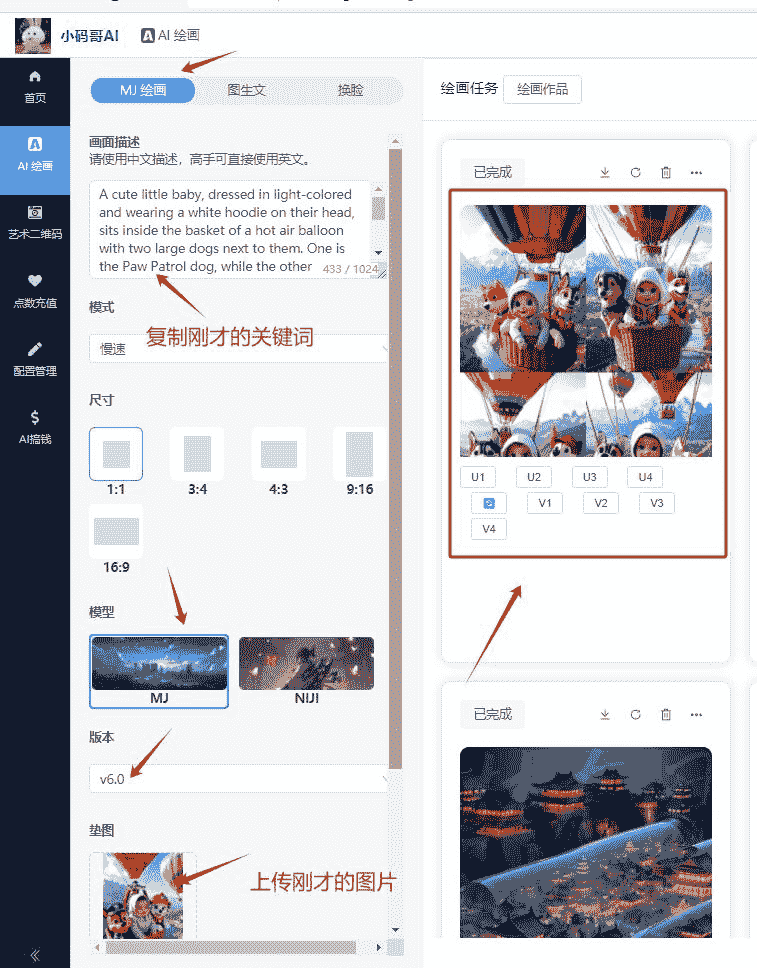 小码哥AI
AI 绘画
首页
AI 绘画
艺术二维码
点数充值
配置管理
AI搞钱
MJ 绘画
图生文
换脸
画面描述
请使用中文描述，高手可直接使用英文。
A cute little baby, dressed in light-colored
and wearing a white hoodie on their head,
sits inside the basket of a hot air balloon
with two large dogs next to them. One is
the Paw Patrol dog, while the other
433 / 1024
复制刚才的关键词
模式
慢速
尺寸
1:1
3:4
4:3
9:16
16:9
模型
MJ
NIJI
版本
v6.0
垫图
上传刚才的图片
绘画任务
绘画作品
已完成
U1
U2
U3
U4
V1
V2
V3
V4
已完成